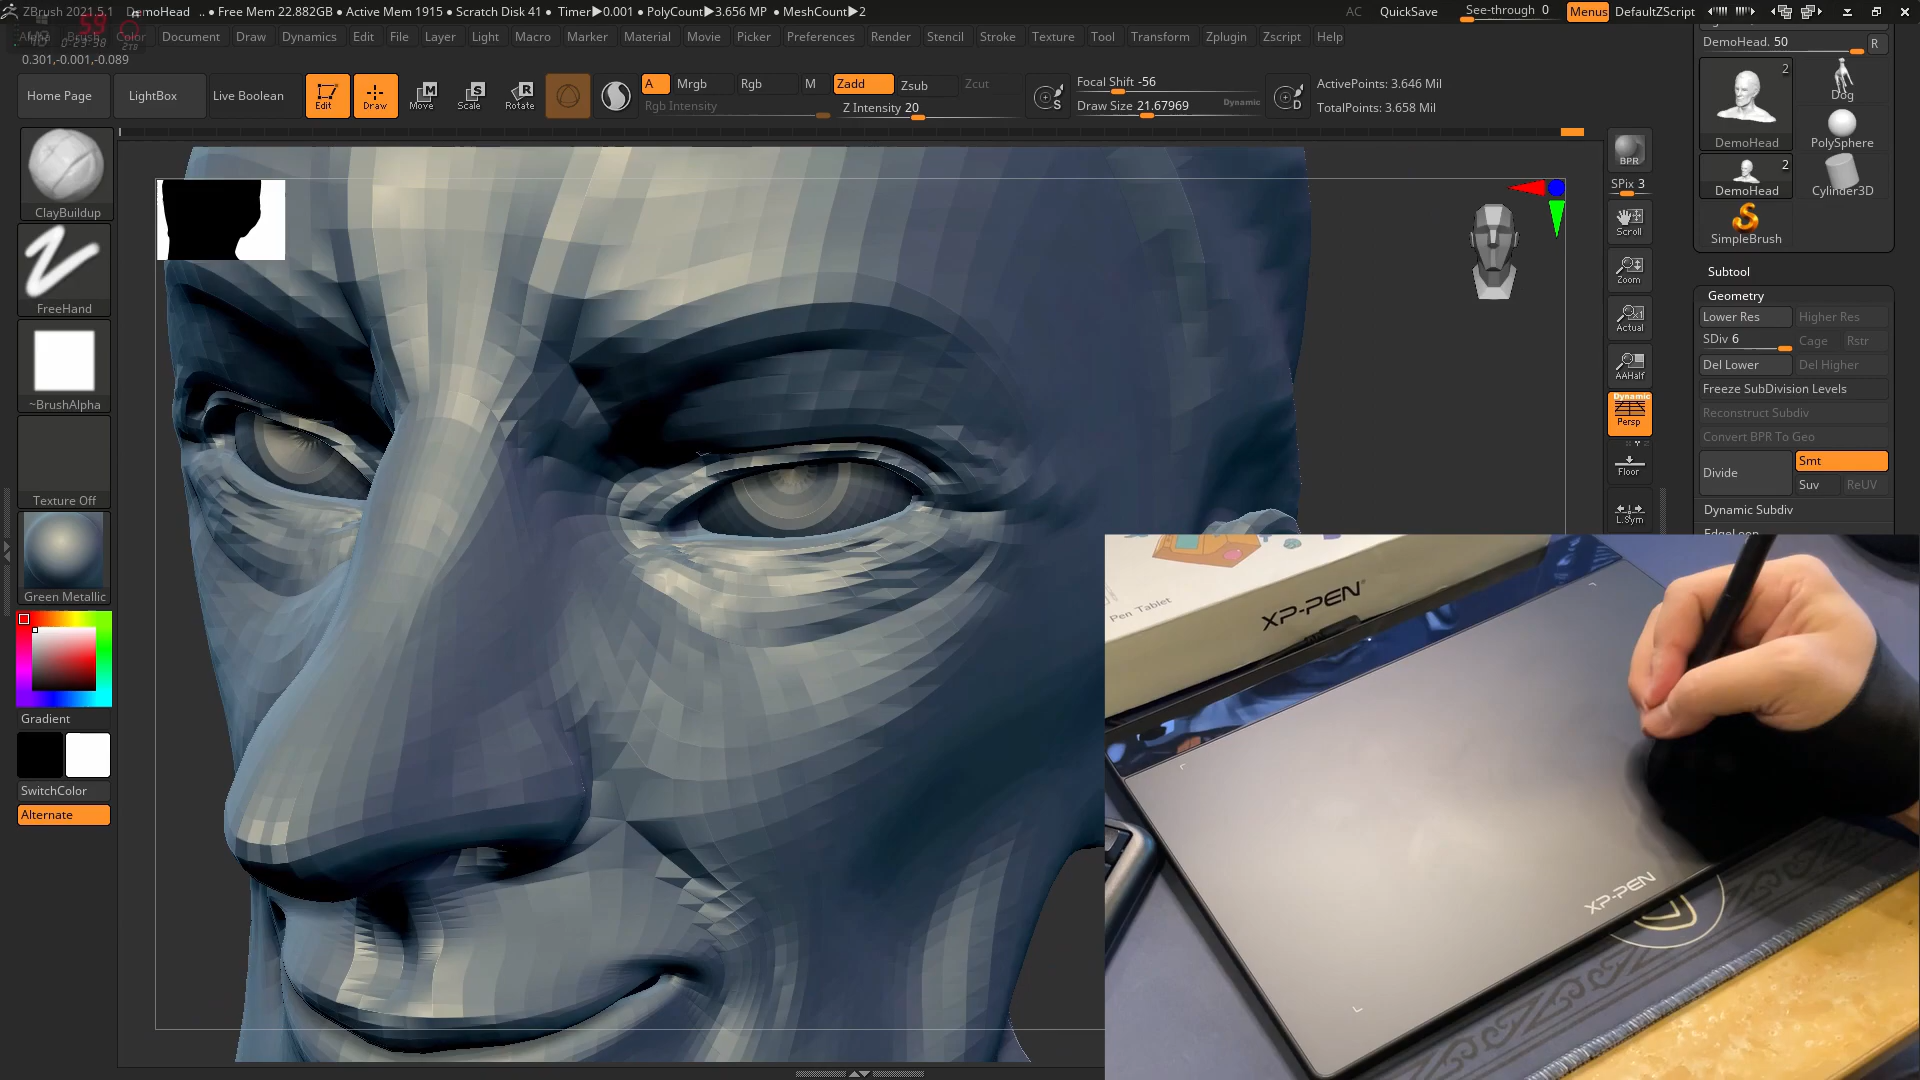 ZBrush 2021.5.1 DemoHead .. • Free Mem 22.882GB • Active Mem 1915 • Scratch Disk 41 • Timer▶0.001 • PolyCount▶3.656 MP • MeshCount▶2 AC QuickSave See-through 0 Menus DefaultZScript
Alpha Brush Color Document Draw Dynamics Edit File Layer Light Macro Marker Material Movie Picker Preferences Render Stencil Stroke Texture Tool Transform Zplugin Zscript Help
0.301,-0.001,-0.089
Home Page
LightBox
Live Boolean
Edit
Draw
Move
Scale
Rotate
A
Mrgb
Rgb
M
Rgb Intensity
Zadd
Zsub
Zcut
Z Intensity 20
S
Focal Shift -56
Draw Size 21.67969
Dynamic
D
ActivePoints: 3.646 Mil
TotalPoints: 3.658 Mil
ClayBuildup
FreeHand
~BrushAlpha
Texture Off
Green Metallic
Gradient
SwitchColor
Alternate
BPR
SPix 3
Scroll
Zoom
Actual
AAHalf
Dynamic
Persp
Floor
L.Sym
DemoHead. 50
R
2
DemoHead
Dog
PolySphere
2
DemoHead
Cylinder3D
SimpleBrush
Subtool
Geometry
Lower Res
Higher Res
SDiv 6
Cage
Rstr
Del Lower
Del Higher
Freeze SubDivision Levels
Reconstruct Subdiv
Convert BPR To Geo
Divide
Smt
Suv
ReUV
Dynamic Subdiv
EdgeLoop
Pen Tablet
XP-PEN
XP-PEN